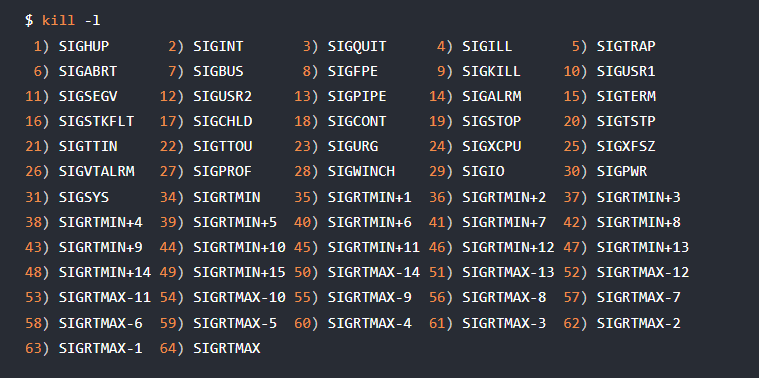 $ kill -l
1) SIGHUP 2) SIGINT 3) SIGQUIT 4) SIGILL 5) SIGTRAP
6) SIGABRT 7) SIGBUS 8) SIGFPE 9) SIGKILL 10) SIGUSR1
11) SIGSEGV 12) SIGUSR2 13) SIGPIPE 14) SIGALRM 15) SIGTERM
16) SIGSTKFLT 17) SIGCHLD 18) SIGCONT 19) SIGSTOP 20) SIGTSTP
21) SIGTTIN 22) SIGTTOU 23) SIGURG 24) SIGXCPU 25) SIGXFSZ
26) SIGVTALRM 27) SIGPROF 28) SIGWINCH 29) SIGIO 30) SIGPWR
31) SIGSYS 34) SIGRTMIN 35) SIGRTMIN+1 36) SIGRTMIN+2 37) SIGRTMIN+3
38) SIGRTMIN+4 39) SIGRTMIN+5 40) SIGRTMIN+6 41) SIGRTMIN+7 42) SIGRTMIN+8
43) SIGRTMIN+9 44) SIGRTMIN+10 45) SIGRTMIN+11 46) SIGRTMIN+12 47) SIGRTMIN+13
48) SIGRTMIN+14 49) SIGRTMIN+15 50) SIGRTMAX-14 51) SIGRTMAX-13 52) SIGRTMAX-12
53) SIGRTMAX-11 54) SIGRTMAX-10 55) SIGRTMAX-9 56) SIGRTMAX-8 57) SIGRTMAX-7
58) SIGRTMAX-6 59) SIGRTMAX-5 60) SIGRTMAX-4 61) SIGRTMAX-3 62) SIGRTMAX-2
63) SIGRTMAX-1 64) SIGRTMAX